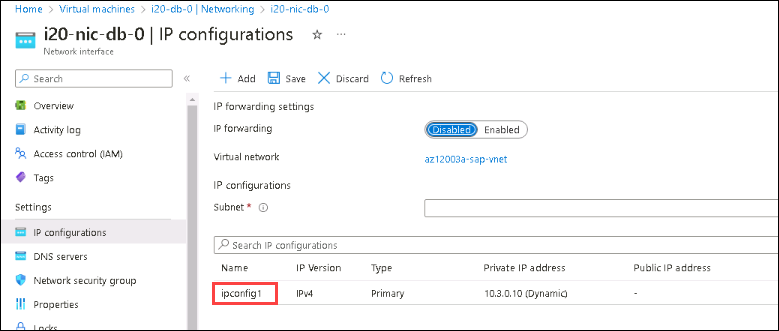 Home > Virtual machines > i20-db-0 | Networking > i20-nic-db-0
i20-nic-db-0 | IP configurations ☆ ...
Network interface
Search «
Overview
Activity log
Access control (IAM)
Tags
Settings
IP configurations
DNS servers
Network security group
Properties
Locks
+ Add Save Discard Refresh
IP forwarding settings
IP forwarding Disabled Enabled
Virtual network az12003a-sap-vnet
IP configurations
Subnet *
Search IP configurations
Name IP Version Type Private IP address Public IP address
ipconfig1 IPv4 Primary 10.3.0.10 (Dynamic) -